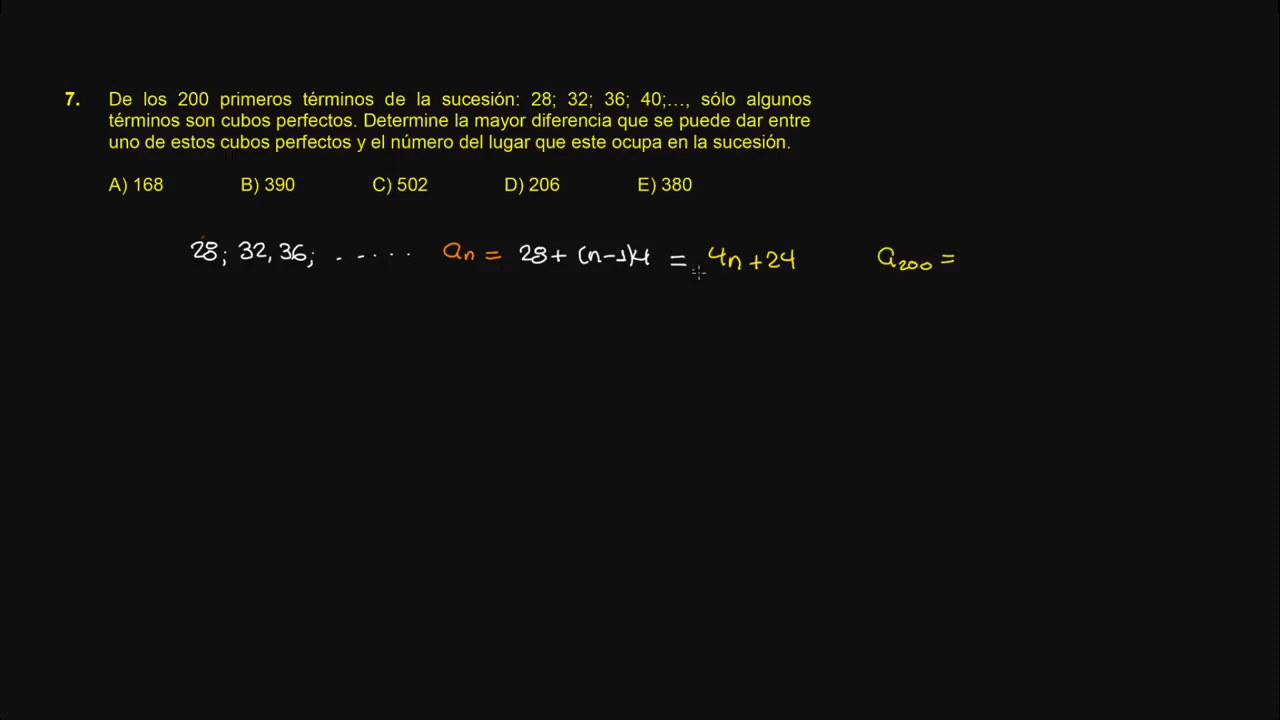 7. De los 200 primeros términos de la sucesión: 28; 32; 36; 40;..., sólo algunos
términos son cubos perfectos. Determine la mayor diferencia que se puede dar entre
uno de estos cubos perfectos y el número del lugar que este ocupa en la sucesión.
A) 168 B) 390 C) 502 D) 206 E) 380
28; 32, 36; ....... an = 28 + (n-1)4 = 4n + 24 a200 =